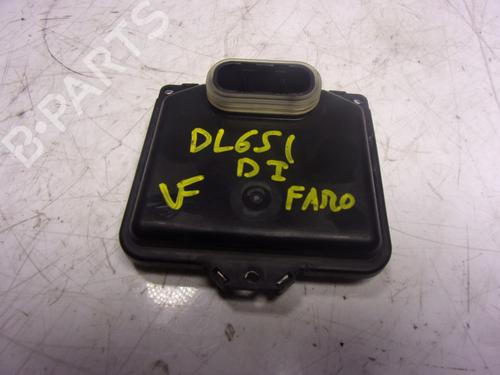 B-PARTS
DL651
DI
VF FARO